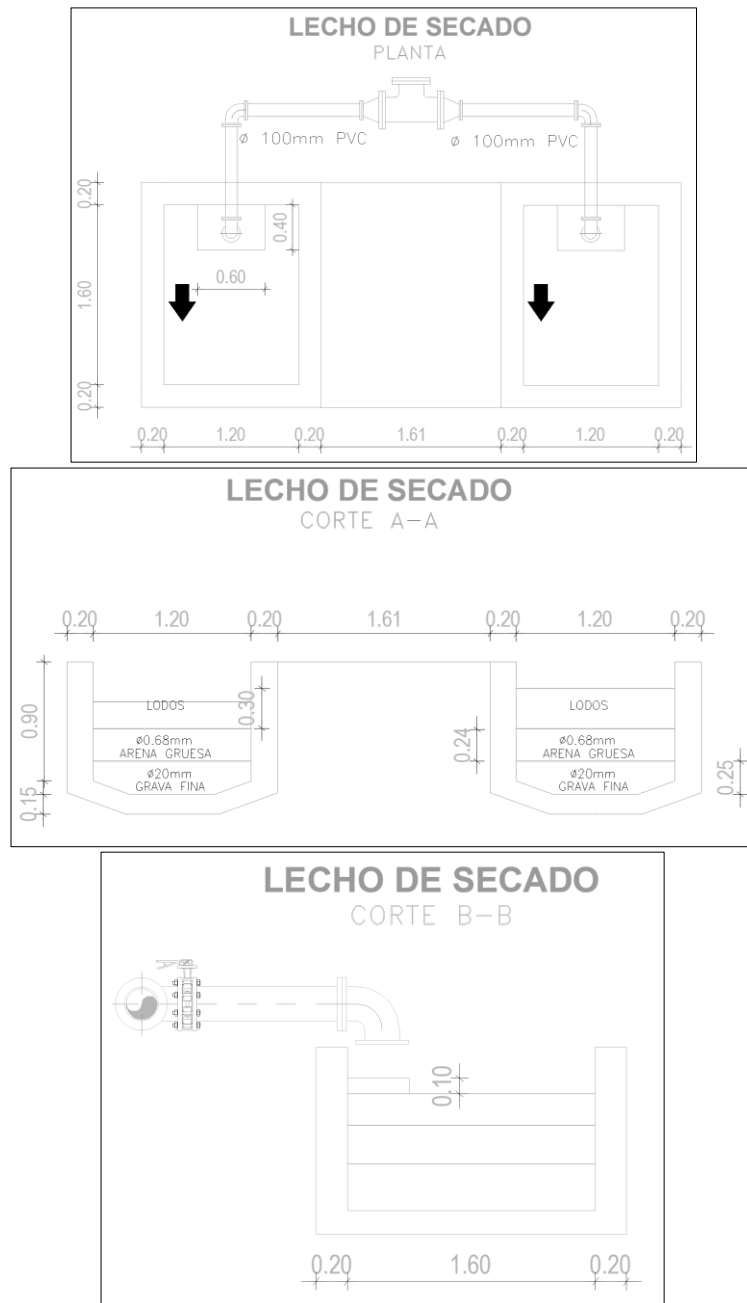 LECHO DE SECADO
PLANTA
ø 100mm PVC ø 100mm PVC
0.20
0.40
0.60
1.60
0.20
0.20 1.20 0.20 1.61 0.20 1.20 0.20
LECHO DE SECADO
CORTE A-A
0.20 1.20 0.20 1.61 0.20 1.20 0.20
0.90
LODOS
0.30
LODOS
ø0.68mm
ARENA GRUESA
0.24
ø0.68mm
ARENA GRUESA
ø20mm
GRAVA FINA
ø20mm
GRAVA FINA
0.25
0.15
LECHO DE SECADO
CORTE B-B
0.10
0.20 1.60 0.20